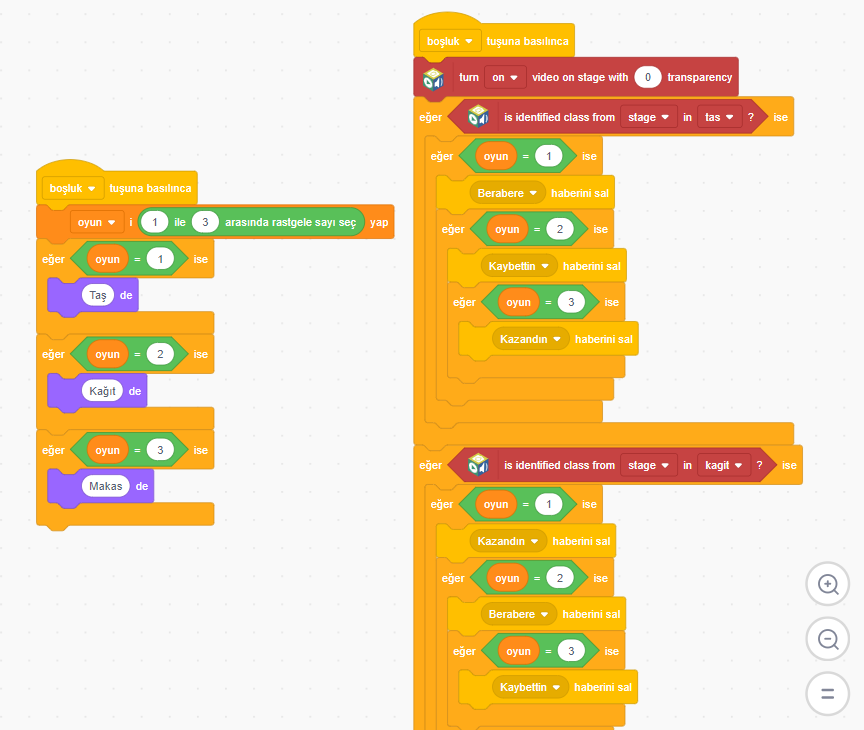 boşluk tuşuna basılınca
oyun i 1 ile 3 arasında rastgele sayı seç yap
eğer oyun = 1 ise
Taş de
eğer oyun = 2 ise
Kağıt de
eğer oyun = 3 ise
Makas de
boşluk tuşuna basılınca
turn on video on stage with 0 transparency
eğer is identified class from stage in tas ? ise
eğer oyun = 1 ise
Berabere haberini sal
eğer oyun = 2 ise
Kaybettin haberini sal
eğer oyun = 3 ise
Kazandın haberini sal
eğer is identified class from stage in kagit ? ise
eğer oyun = 1 ise
Kazandın haberini sal
eğer oyun = 2 ise
Berabere haberini sal
eğer oyun = 3 ise
Kaybettin haberini sal